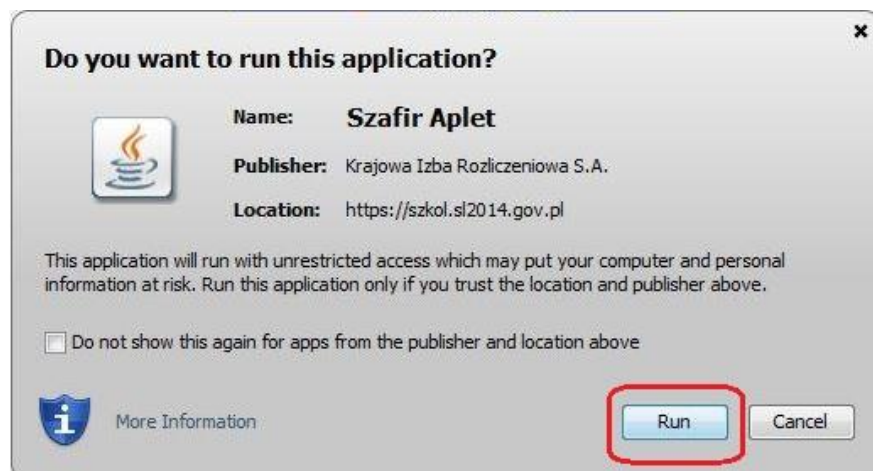 Do you want to run this application?
Name: Szafir Aplet
Publisher: Krajowa Izba Rozliczeniowa S.A.
Location: https://szkol.sl2014.gov.pl
This application will run with unrestricted access which may put your computer and personal
information at risk. Run this application only if you trust the location and publisher above.
Do not show this again for apps from the publisher and location above
More Information
Run Cancel